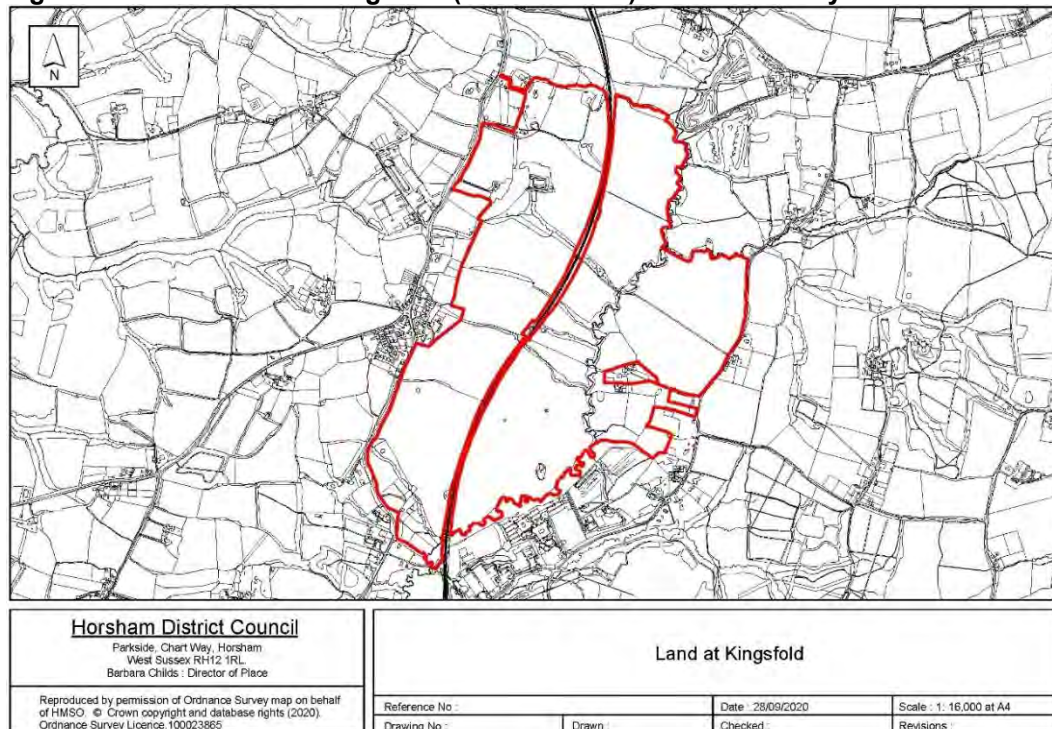 N
Horsham District Council
Parkside, Chart Way, Horsham
West Sussex RH12 1RL.
Barbara Childs : Director of Place
Reproduced by permission of Ordnance Survey map on behalf
of HMSO. © Crown copyright and database rights (2020).
Ordnance Survey Licence.100023865
Land at Kingsfold
Reference No :
Date : 28/09/2020
Scale : 1: 16,000 at A4
Drawing No :
Drawn :
Checked :
Revisions :